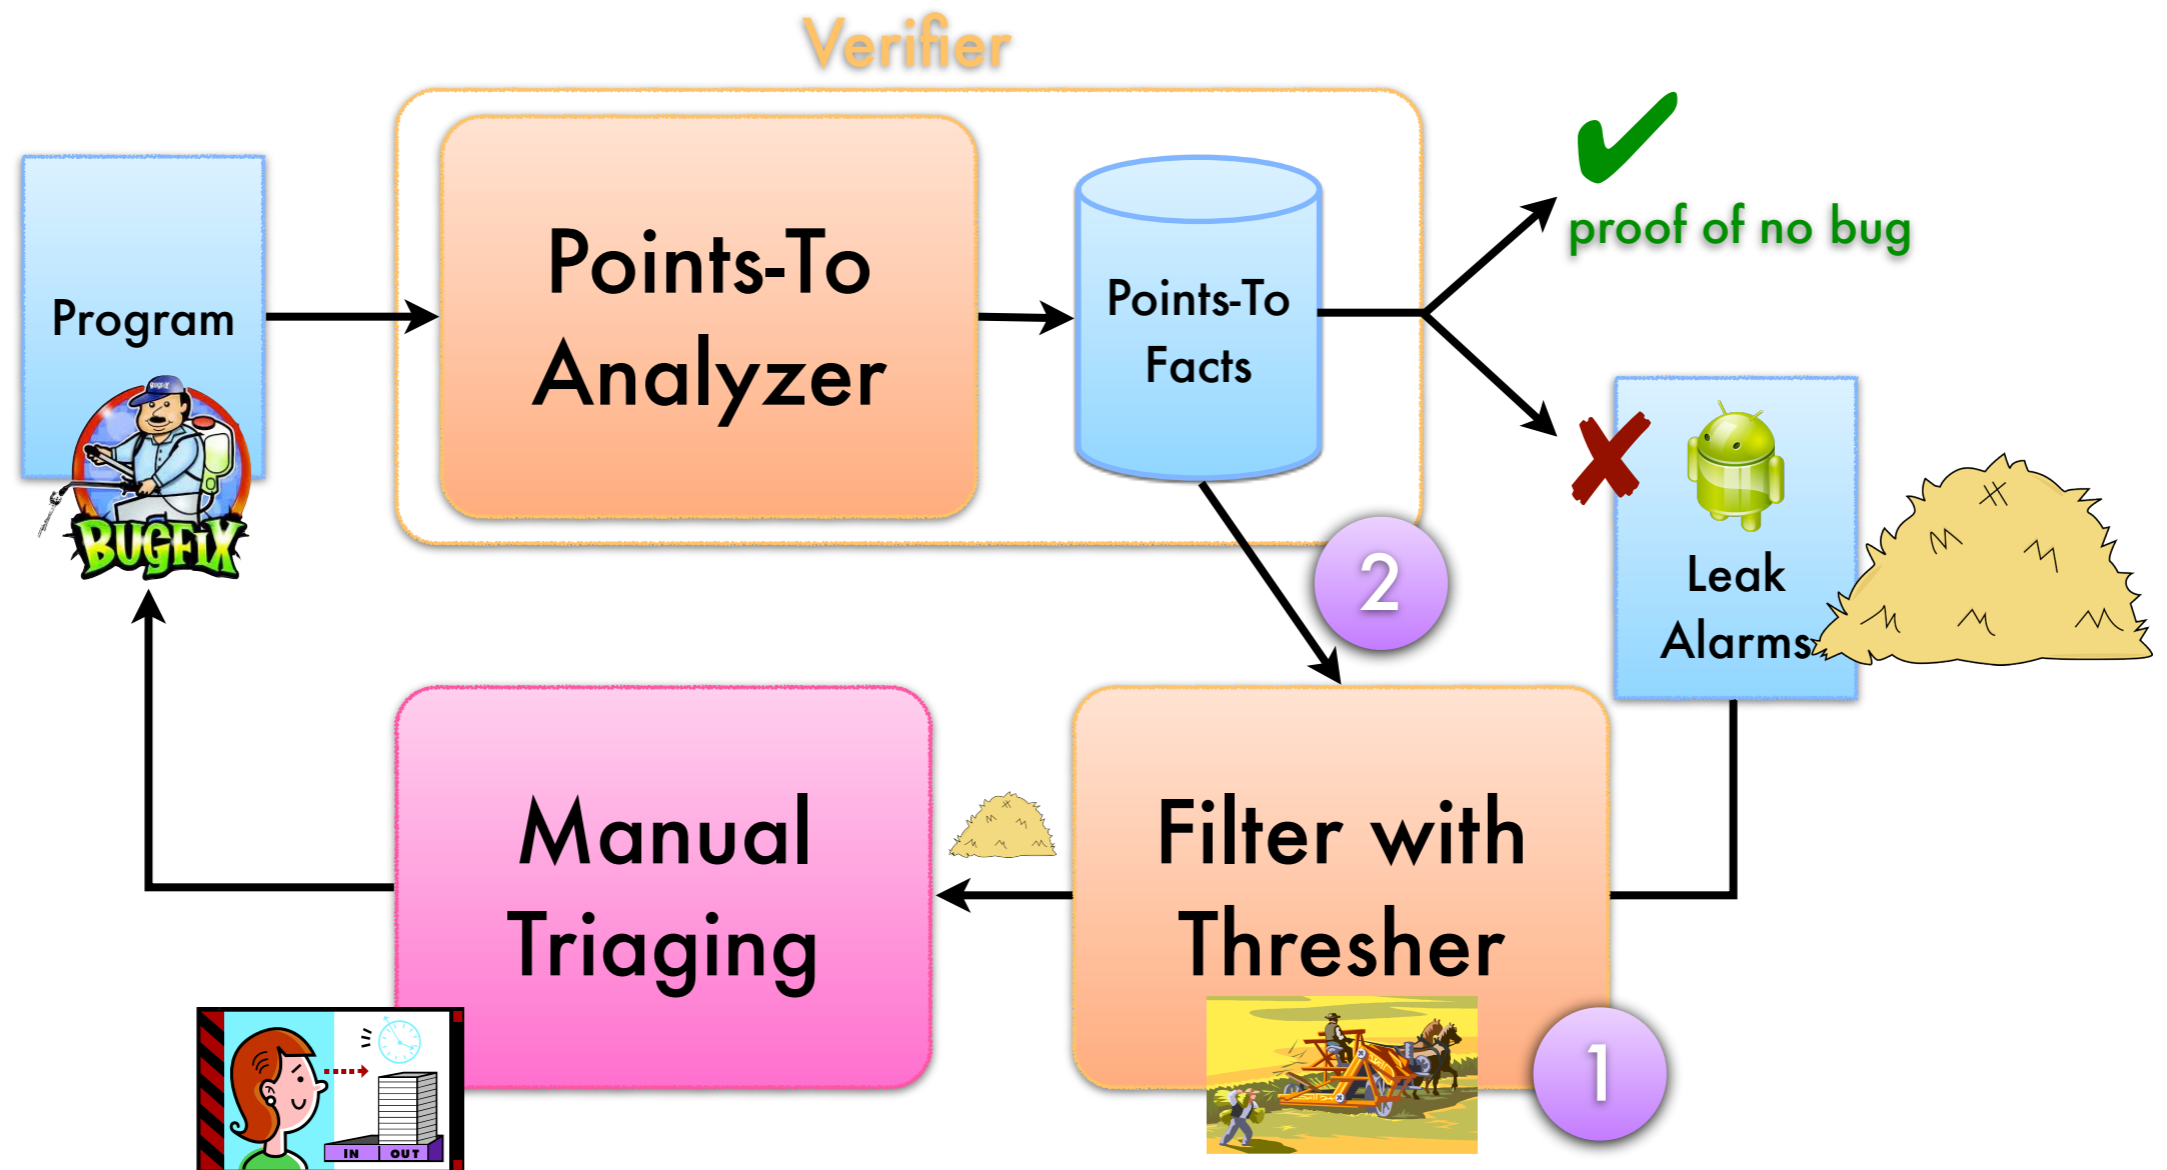 Verifier
Program
Points-To
Analyzer
Points-To
Facts
proof of no bug
BUGFIX
BUGFIX
2
Leak
Alarms
Manual
Triaging
Filter with
Thresher
1
IN
OUT